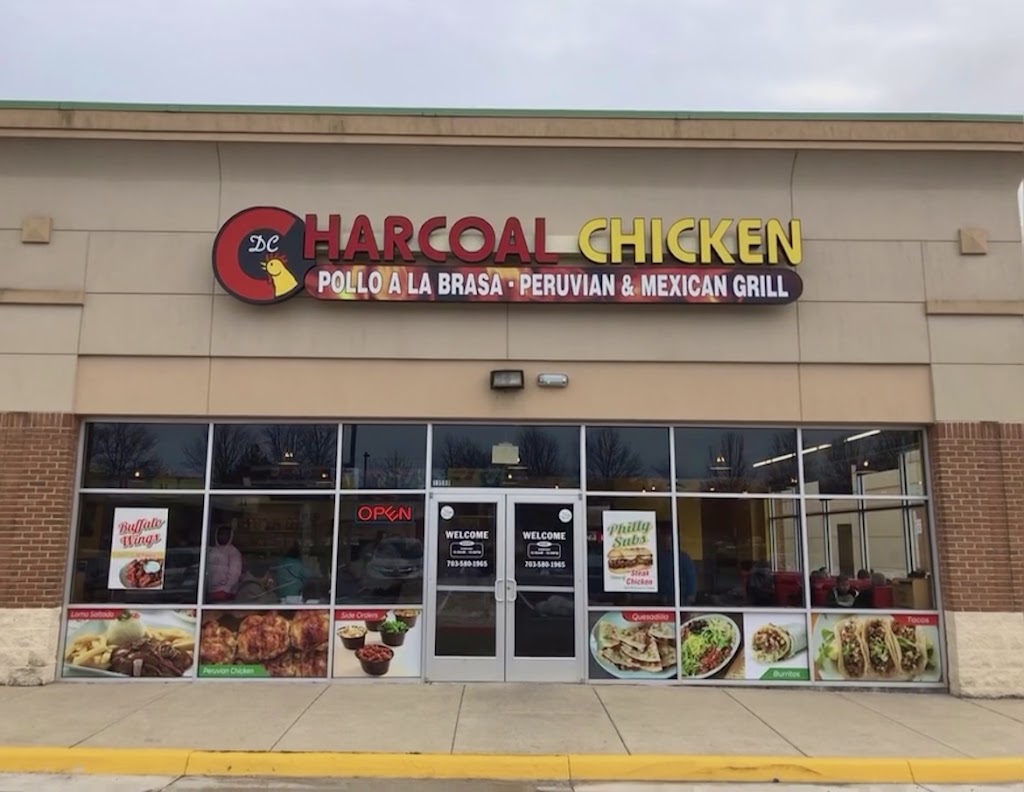 DC
CHARCOAL CHICKEN
POLLO A LA BRASA · PERUVIAN & MEXICAN GRILL
OPEN
Buffalo
Wings
WELCOME
703-580-1965
WELCOME
703-580-1965
Philly
Subs
Steak
Chicken
Lomo Saltado
Peruvian Chicken
Side Orders
Quesadilla
Burritos
Tacos